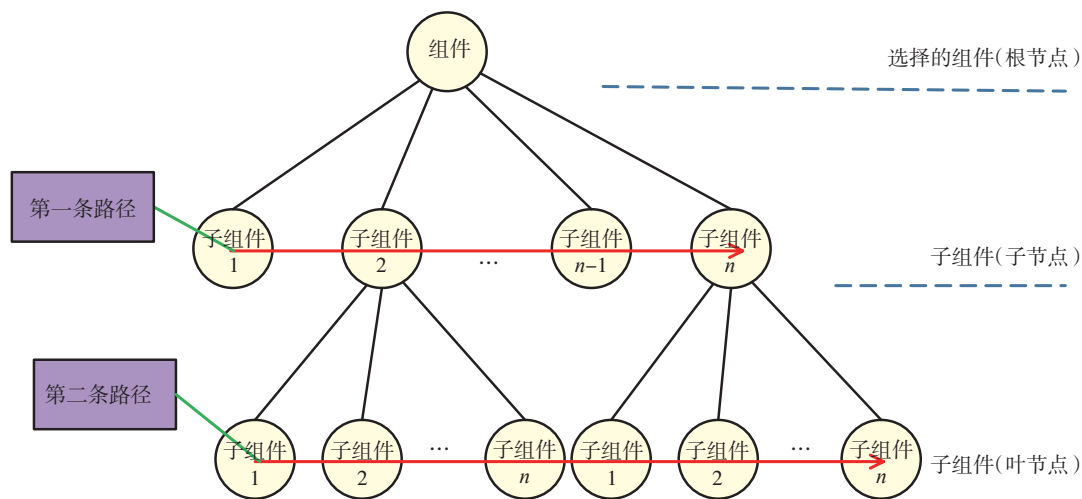 组件
选择的组件(根节点)
第一条路径
子组件
1
子组件
2
...
子组件
n-1
子组件
n
子组件(子节点)
第二条路径
子组件
1
子组件
2
...
子组件
n
子组件
1
子组件
2
...
子组件
n
子组件(叶节点)